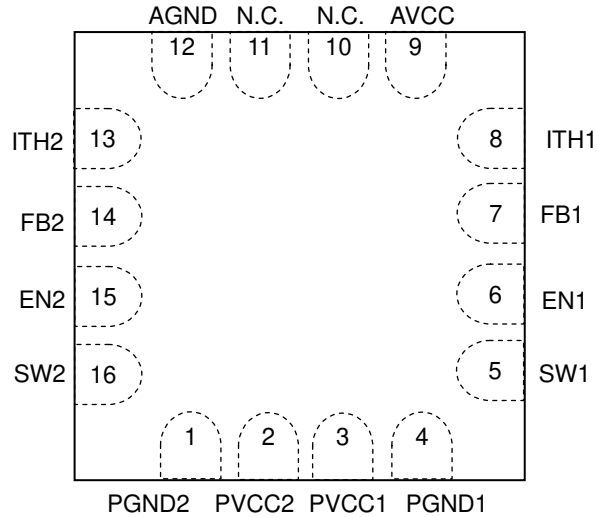 AGND N.C. N.C. AVCC
12 11 10 9
ITH2 13 8 ITH1
FB2 14 7 FB1
EN2 15 6 EN1
SW2 16 5 SW1
1 2 3 4
PGND2 PVCC2 PVCC1 PGND1